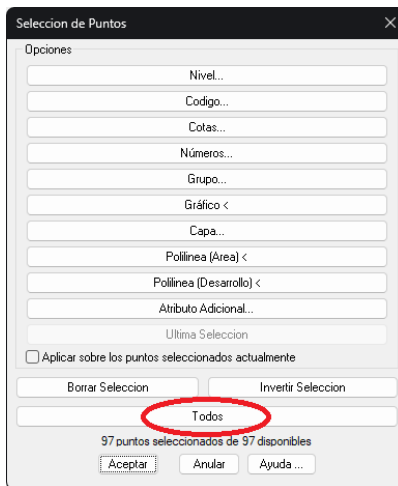 Seleccion de Puntos
Opciones
Nivel...
Codigo...
Cotas...
Números...
Grupo...
Gráfico <
Capa...
Polilinea (Area) <
Polilinea (Desarrollo) <
Atributo Adicional...
Ultima Seleccion
Aplicar sobre los puntos seleccionados actualmente
Borrar Seleccion Invertir Seleccion
Todos
97 puntos seleccionados de 97 disponibles
Aceptar Anular Ayuda ...